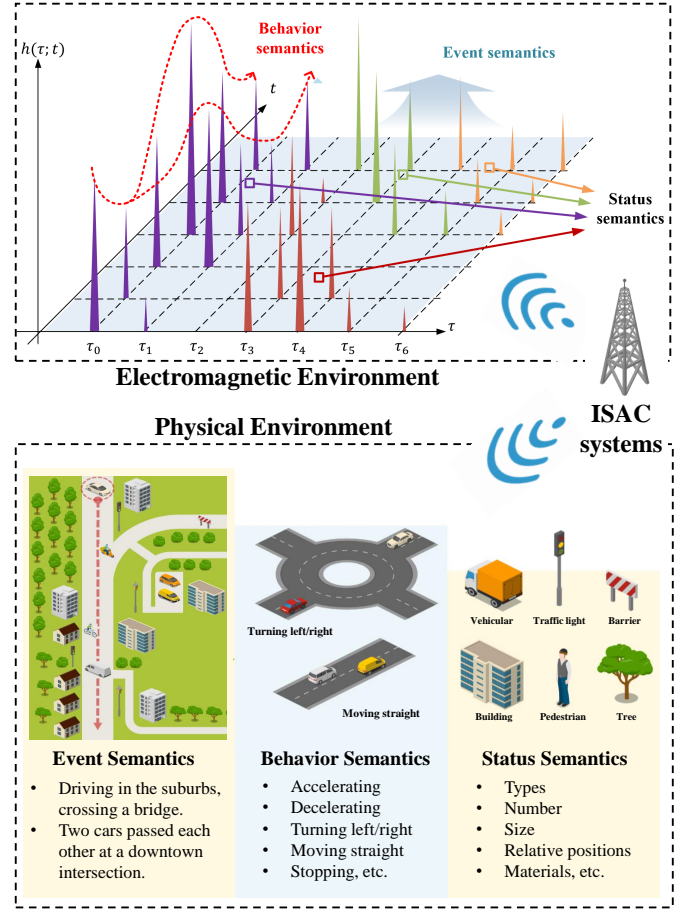 h(τ; t)
Behavior
semantics
Event semantics
t
Status
semantics
τ
τ0
τ1
τ2
τ3
τ4
τ5
τ6
Electromagnetic Environment
ISAC
systems
Physical Environment
Turning left/right
Moving straight
Vehicular
Traffic light
Barrier
Building
Pedestrian
Tree
Event Semantics
• Driving in the suburbs,
crossing a bridge.
• Two cars passed each
other at a downtown
intersection.
Behavior Semantics
• Accelerating
• Decelerating
• Turning left/right
• Moving straight
• Stopping, etc.
Status Semantics
• Types
• Number
• Size
• Relative positions
• Materials, etc.